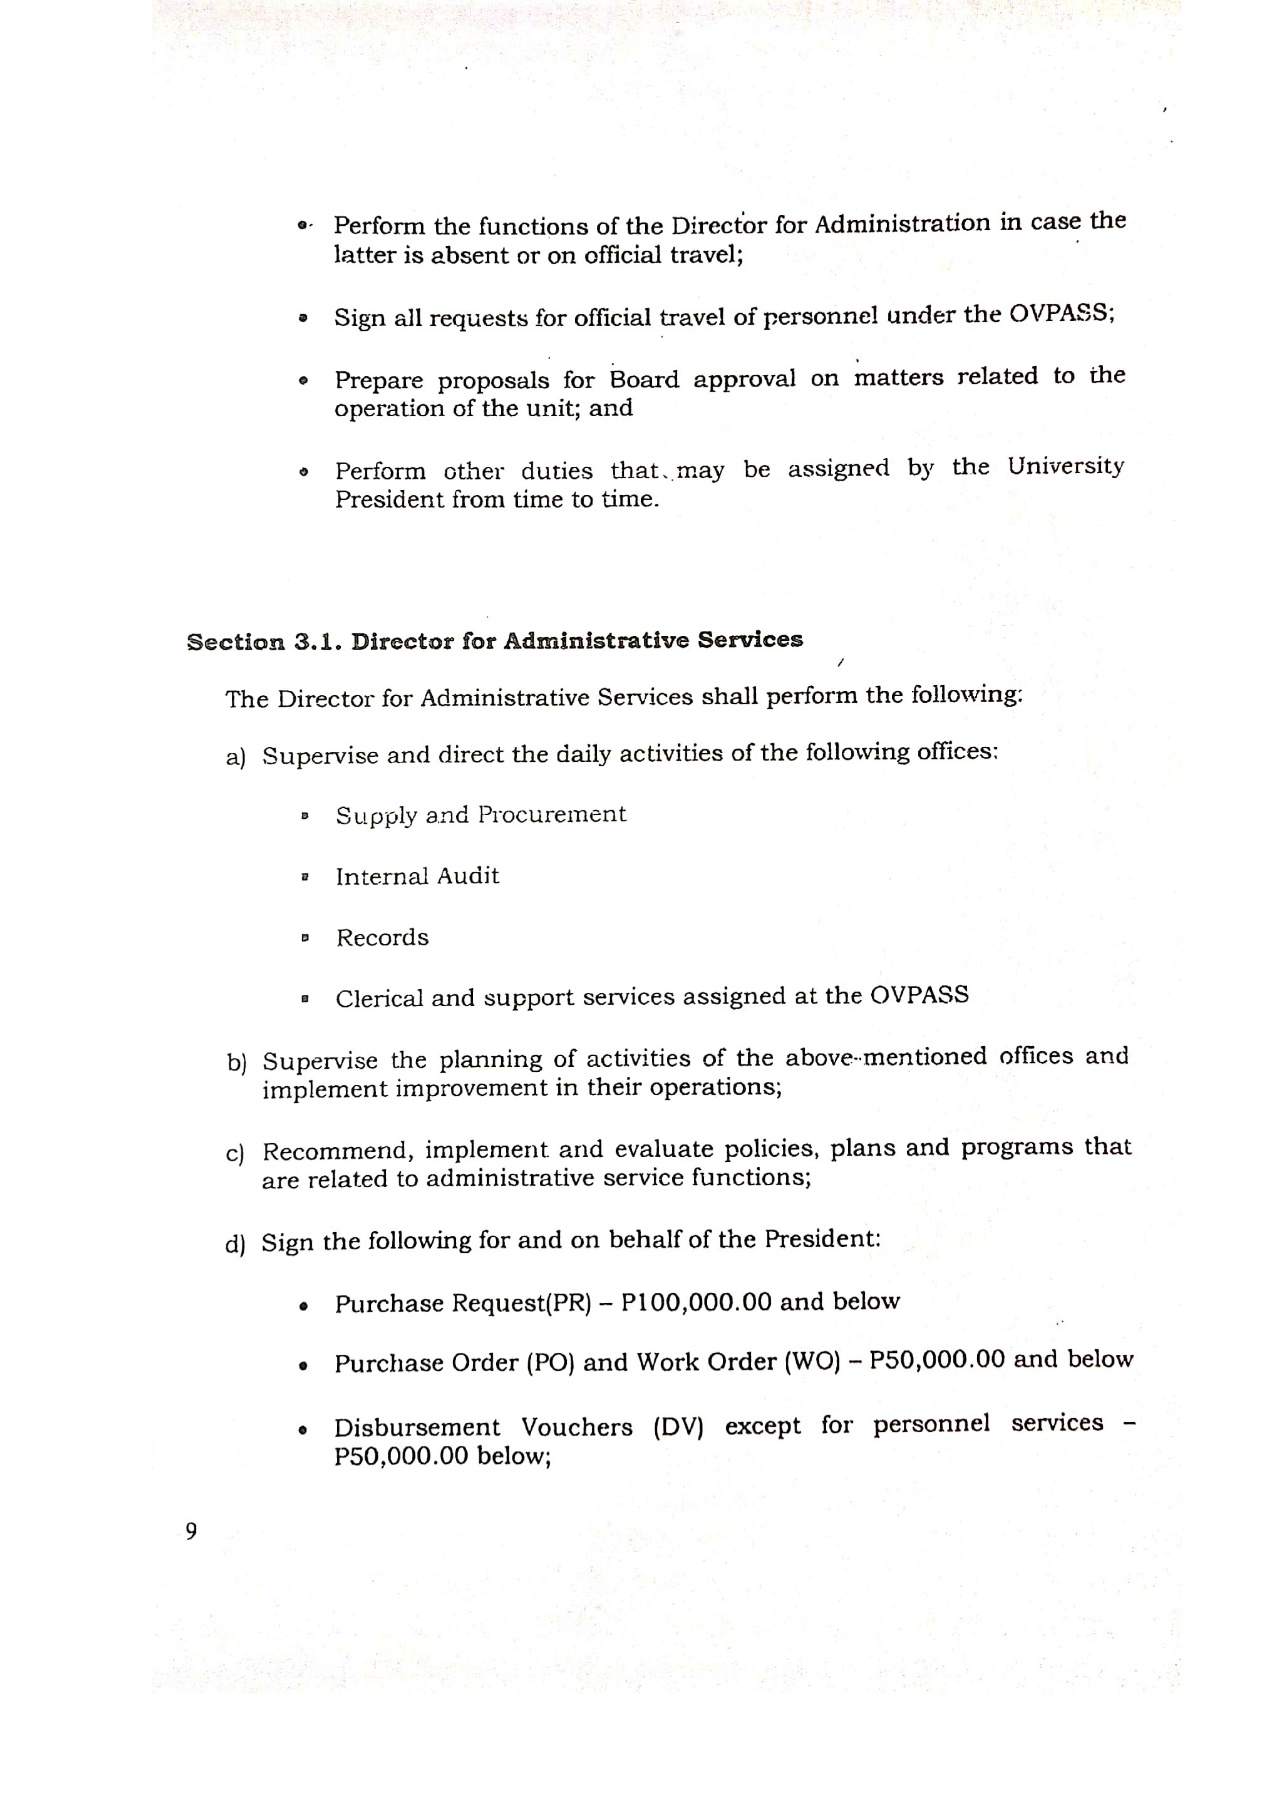 • Perform the functions of the Director for Administration in case the
latter is absent or on official travel;
• Sign all requests for official travel of personnel under the OVPASS;
• Prepare proposals for Board approval on matters related to the
operation of the unit; and
• Perform other duties that may be assigned by the University
President from time to time.
Section 3.1. Director for Administrative Services
The Director for Administrative Services shall perform the following:
a) Supervise and direct the daily activities of the following offices:
▪ Supply and Procurement
▪ Internal Audit
▪ Records
▪ Clerical and support services assigned at the OVPASS
b) Supervise the planning of activities of the above-mentioned offices and
implement improvement in their operations;
c) Recommend, implement and evaluate policies, plans and programs that
are related to administrative service functions;
d) Sign the following for and on behalf of the President:
• Purchase Request(PR) – P100,000.00 and below
• Purchase Order (PO) and Work Order (WO) – P50,000.00 and below
• Disbursement Vouchers (DV) except for personnel services –
P50,000.00 below;
9